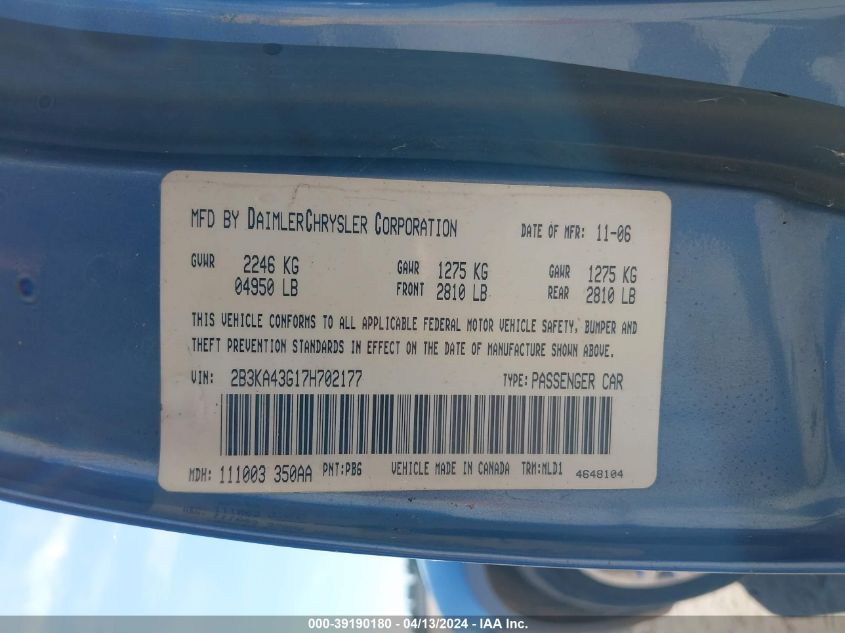 MFD BY DAIMLERCHRYSLER CORPORATION DATE OF MFR: 11-06
GVWR 2246 KG GAWR 1275 KG GAWR 1275 KG
04950 LB FRONT 2810 LB REAR 2810 LB
THIS VEHICLE CONFORMS TO ALL APPLICABLE FEDERAL MOTOR VEHICLE SAFETY, BUMPER AND
THEFT PREVENTION STANDARDS IN EFFECT ON THE DATE OF MANUFACTURE SHOWN ABOVE.
VIN: 2B3KA43G17H702177 TYPE: PASSENGER CAR
MDH: 111003 350AA PNT:PB6 VEHICLE MADE IN CANADA TRM:MLD1 4648104
000-39190180 - 04/13/2024 - IAA Inc.